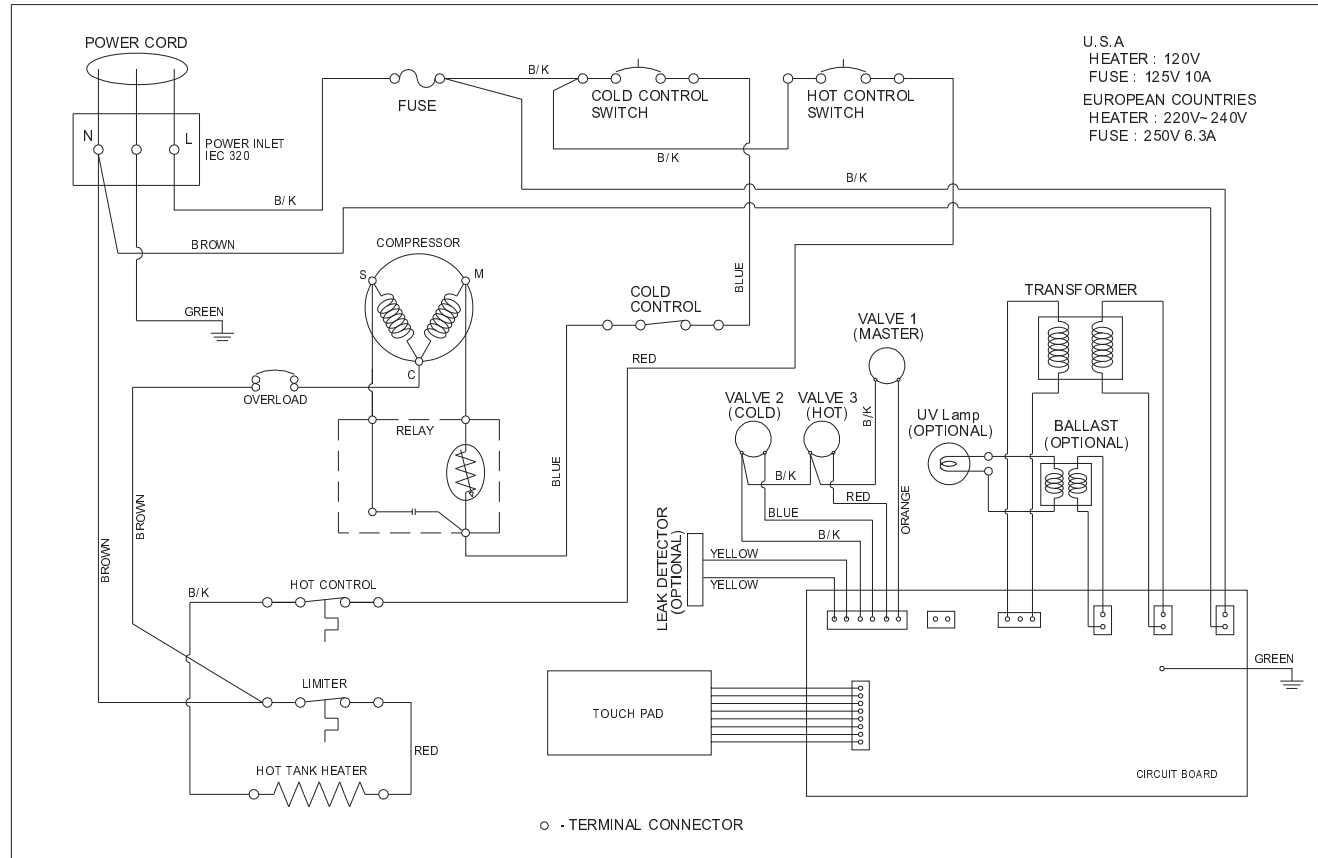 POWER CORD
N
L
POWER INLET
IEC 320
FUSE
B/K
COLD CONTROL
SWITCH
HOT CONTROL
SWITCH
U.S.A
HEATER : 120V
FUSE : 125V 10A
EUROPEAN COUNTRIES
HEATER : 220V~240V
FUSE : 250V 6.3A
B/K
B/K
B/K
BROWN
COMPRESSOR
S
M
C
GREEN
BLUE
COLD
CONTROL
OVERLOAD
RELAY
RED
VALVE 1
(MASTER)
VALVE 2
(COLD)
VALVE 3
(HOT)
B/K
TRANSFORMER
UV Lamp
(OPTIONAL)
BALLAST
(OPTIONAL)
BLUE
B/K
RED
ORANGE
BLUE
B/K
BROWN
BROWN
LEAK DETECTOR
(OPTIONAL)
YELLOW
YELLOW
B/K
HOT CONTROL
LIMITER
RED
HOT TANK HEATER
TOUCH PAD
GREEN
CIRCUIT BOARD
- TERMINAL CONNECTOR